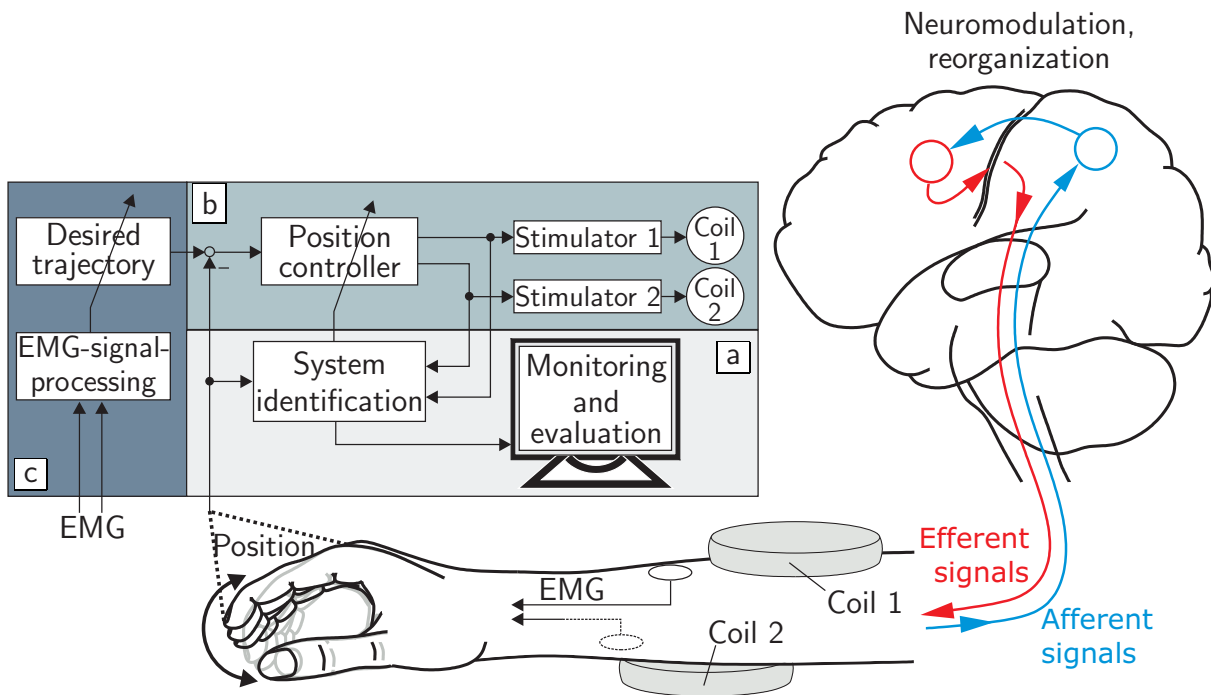 Neuromodulation,
reorganization
b
Desired
trajectory
Position
controller
Stimulator 1
Coil
1
−
Stimulator 2
Coil
2
EMG-signal-
processing
System
identification
Monitoring
and
evaluation
a
c
EMG
Position
EMG
Coil 1
Coil 2
Efferent
signals
Afferent
signals